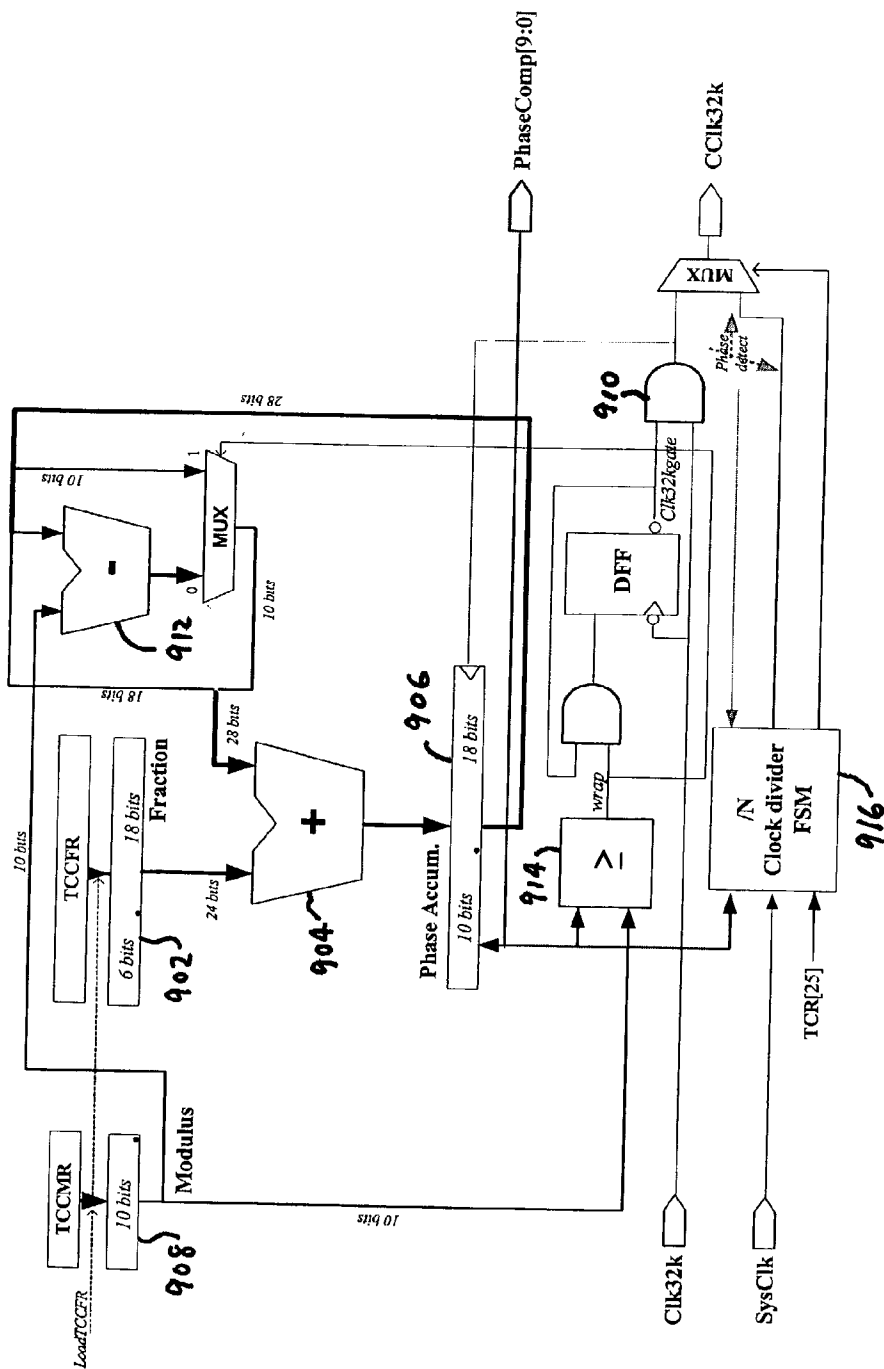 LoadTCCFR
TCCMR
10 bits
908
Modulus
10 bits
10 bits
TCCFR
6 bits
18 bits
902
Fraction
24 bits
28 bits
+
904
18 bits
-
912
10 bits
28 bits
0
1
MUX
10 bits
Phase Accum.
10 bits
18 bits
906
PhaseComp[9:0]
≥
914
wrap
DFF
Clk32kgate
910
MUX
CClk32k
Phase
detect
Clk32k
SysClk
TCR[25]
/N
Clock divider
FSM
916